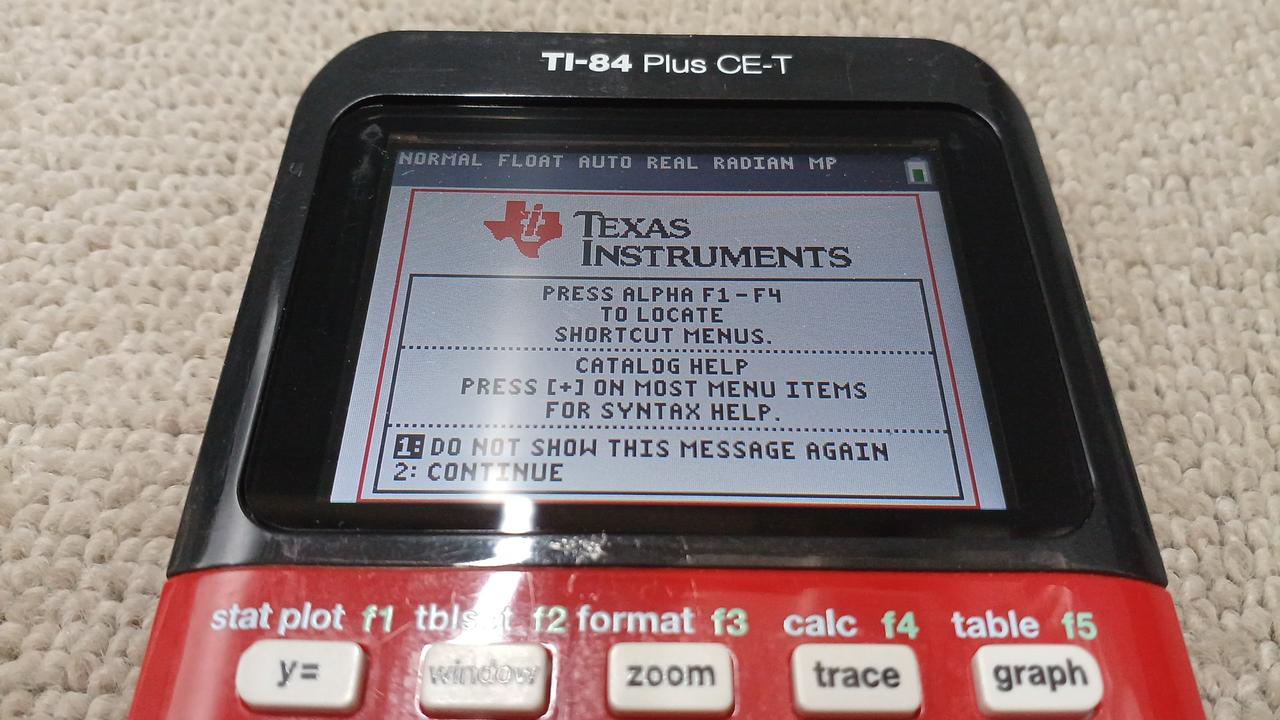 TI-84 Plus CE-T
NORMAL FLOAT AUTO REAL RADIAN MP
TEXAS
INSTRUMENTS
PRESS ALPHA F1-F4
TO LOCATE
SHORTCUT MENUS.
CATALOG HELP
PRESS [+] ON MOST MENU ITEMS
FOR SYNTAX HELP.
1: DO NOT SHOW THIS MESSAGE AGAIN
2: CONTINUE
stat plot f1 tblset f2 format f3 calc f4 table f5
y= window zoom trace graph